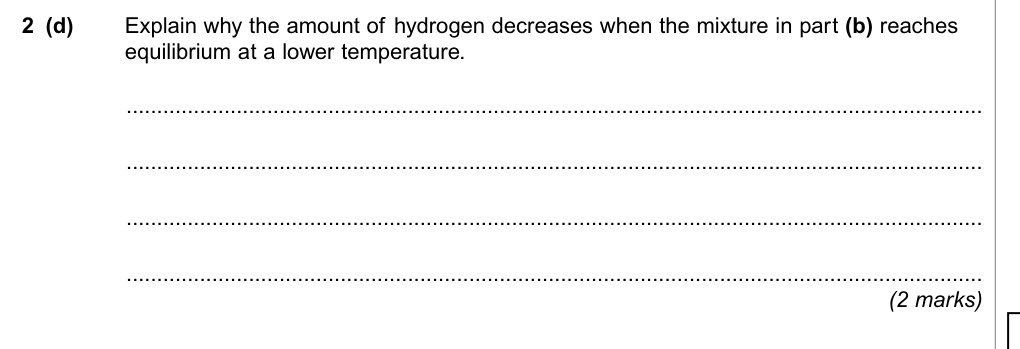 2 (d) Explain why the amount of hydrogen decreases when the mixture in part (b) reaches
equilibrium at a lower temperature.
(2 marks)